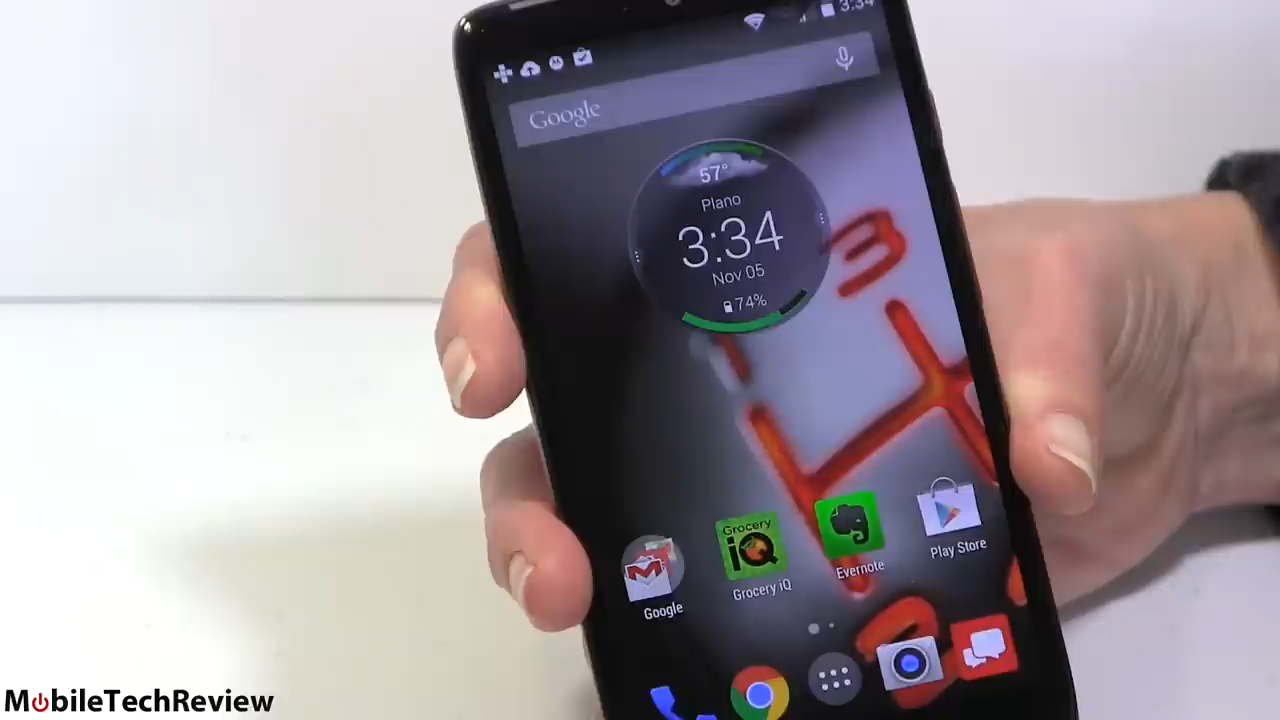 3:34
Google
57°
Plano
3:34
Nov 05
74%
3
Grocery
iQ
Google
Grocery iQ
Evernote
Play Store
MobileTechReview